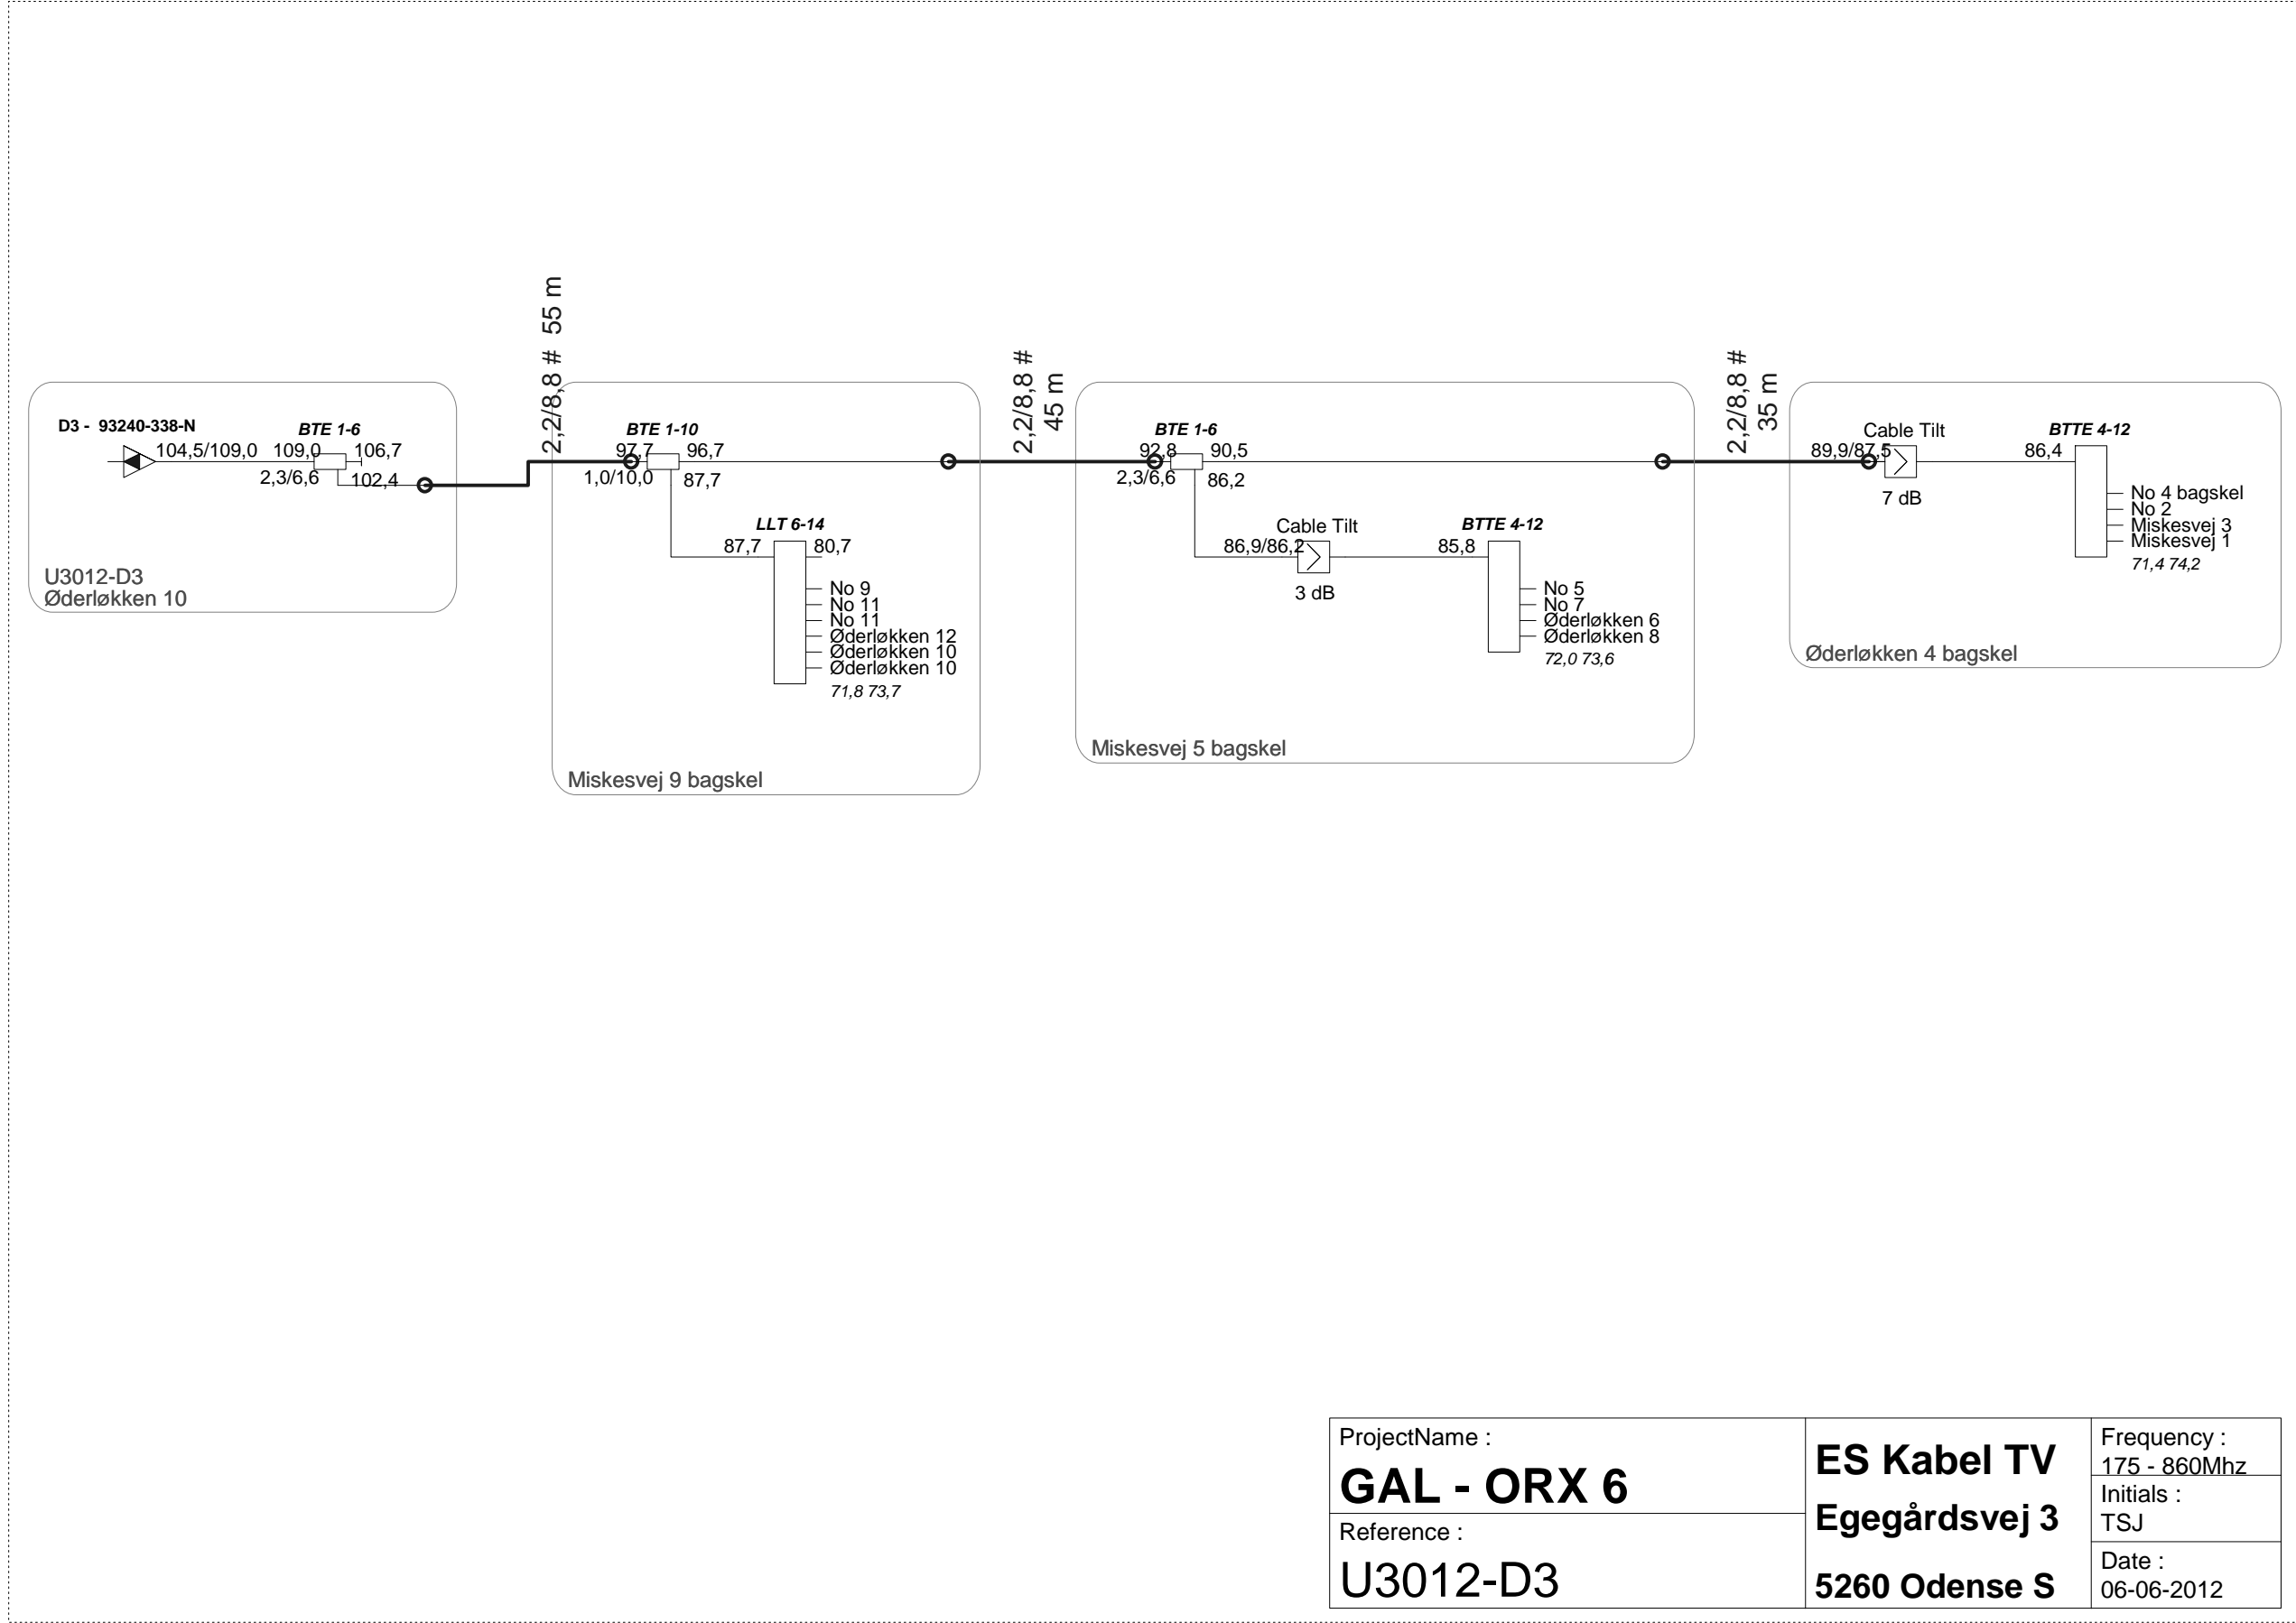 D3 - 93240-338-N
104,5/109,0
BTE 1-6
109,0
106,7
2,3/6,6
102,4
U3012-D3
Øderløkken 10
2,2/8,8 # 55 m
BTE 1-10
97,7
96,7
1,0/10,0
87,7
LLT 6-14
87,7
80,7
No 9
No 11
No 11
Øderløkken 12
Øderløkken 10
Øderløkken 10
71,8 73,7
Miskesvej 9 bagskel
2,2/8,8 #
45 m
BTE 1-6
92,8
90,5
2,3/6,6
86,2
Cable Tilt
86,9/86,2
3 dB
BTTE 4-12
85,8
No 5
No 7
Øderløkken 6
Øderløkken 8
72,0 73,6
Miskesvej 5 bagskel
2,2/8,8 #
35 m
Cable Tilt
89,9/87,5
7 dB
BTTE 4-12
86,4
No 4 bagskel
No 2
Miskesvej 3
Miskesvej 1
71,4 74,2
Øderløkken 4 bagskel
ProjectName :
GAL - ORX 6
Reference :
U3012-D3
ES Kabel TV
Egegårdsvej 3
5260 Odense S
Frequency :
175 - 860Mhz
Initials :
TSJ
Date :
06-06-2012